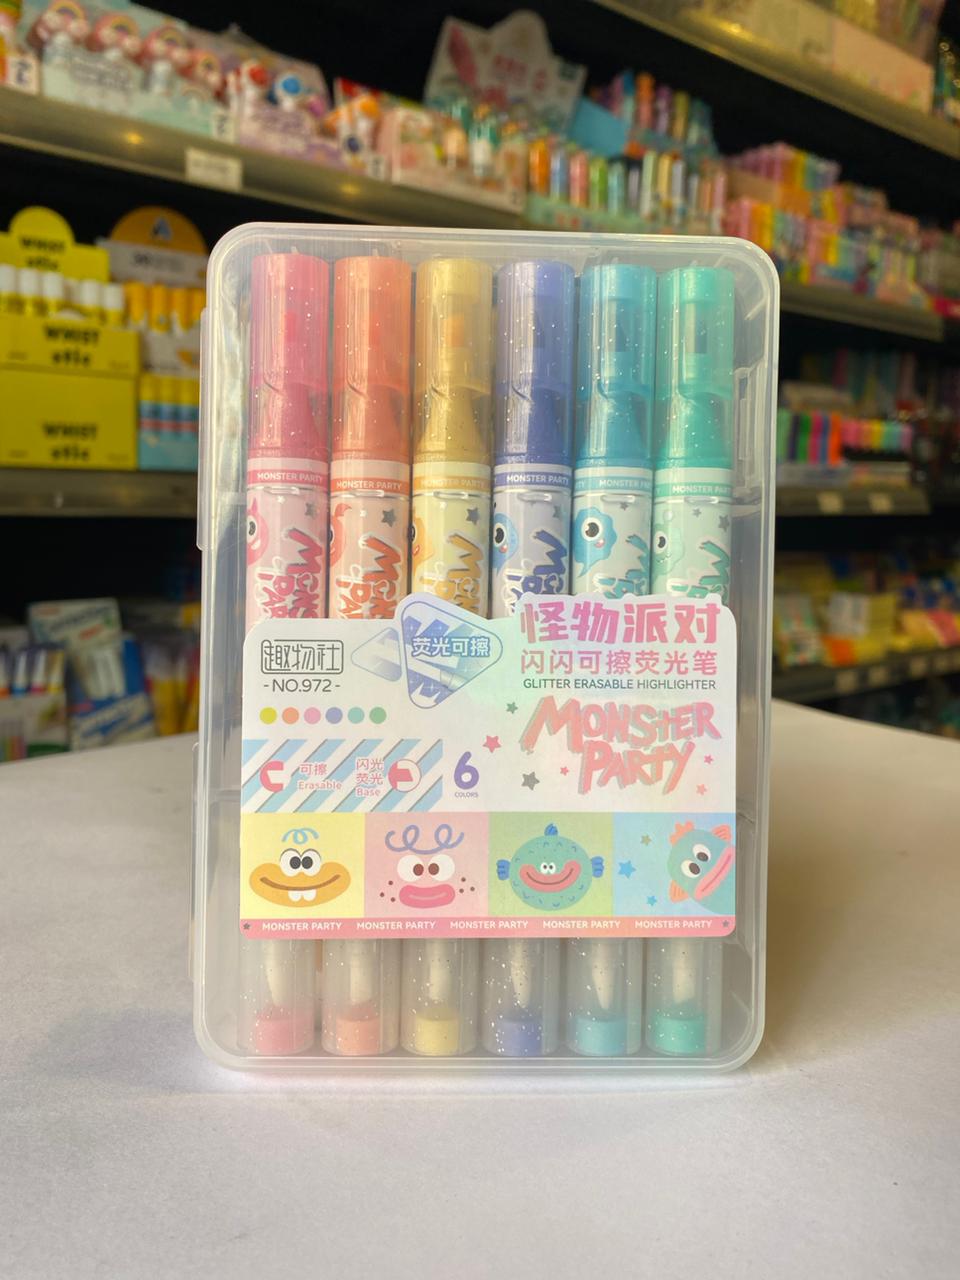 WHIST
WHIST
stic
WHIST
stic
MONSTER PARTY
MONSTER PARTY
MONSTER PARTY
MONSTER PARTY
MONSTER PARTY
MONSTER PARTY
趣物社
-NO.972-
荧光可擦
怪物派对
闪闪可擦荧光笔
GLITTER ERASABLE HIGHLIGHTER
MONSTER
PARTY
可擦
Erasable
闪光
荧光
Base
6
COLORS
MONSTER PARTY MONSTER PARTY MONSTER PARTY MONSTER PARTY MONSTER PARTY